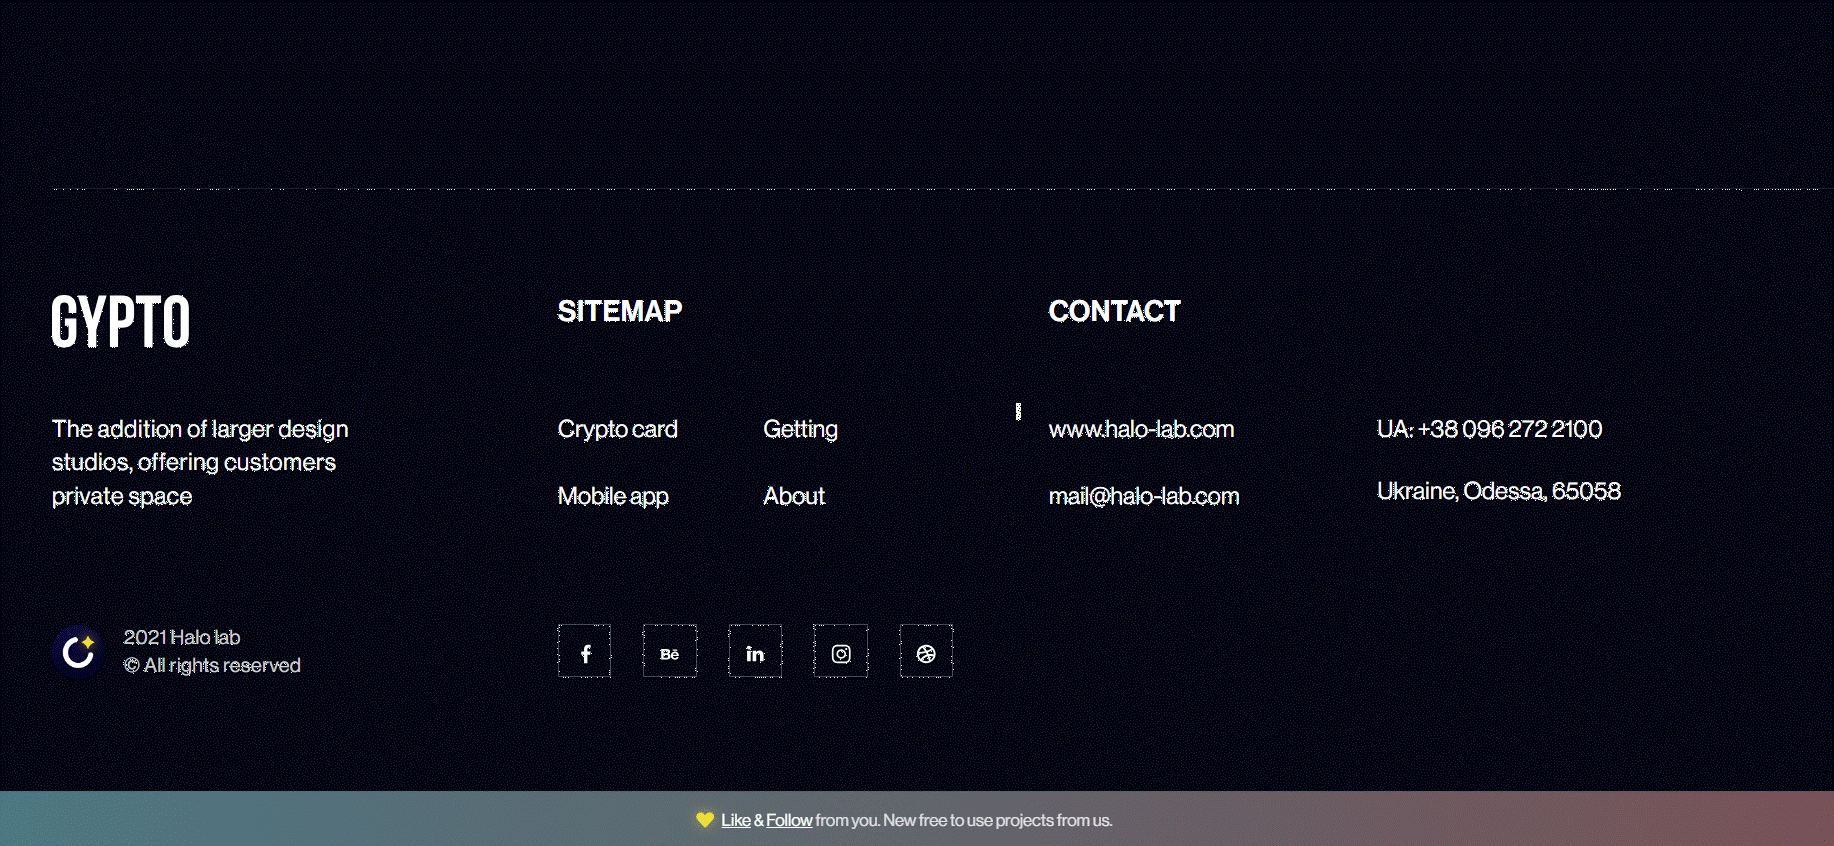 GYPTO
The addition of larger design
studios, offering customers
private space
SITEMAP
Crypto card
Getting
Mobile app
About
CONTACT
www.halo-lab.com
UA: +38 096 272 2100
mail@halo-lab.com
Ukraine, Odessa, 65058
2021 Halo lab
© All rights reserved
f
Bē
in
Like & Follow from you. New free to use projects from us.